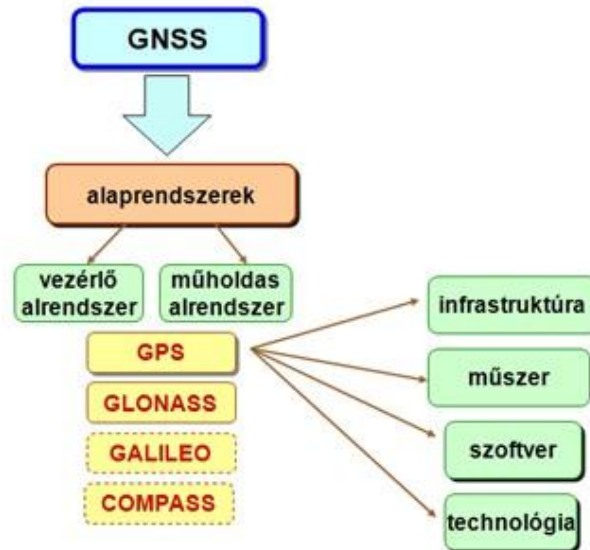 GNSS
alaprendszerek
vezérlő
alrendszer
műholdas
alrendszer
GPS
GLONASS
GALILEO
COMPASS
infrastruktúra
műszer
szoftver
technológia